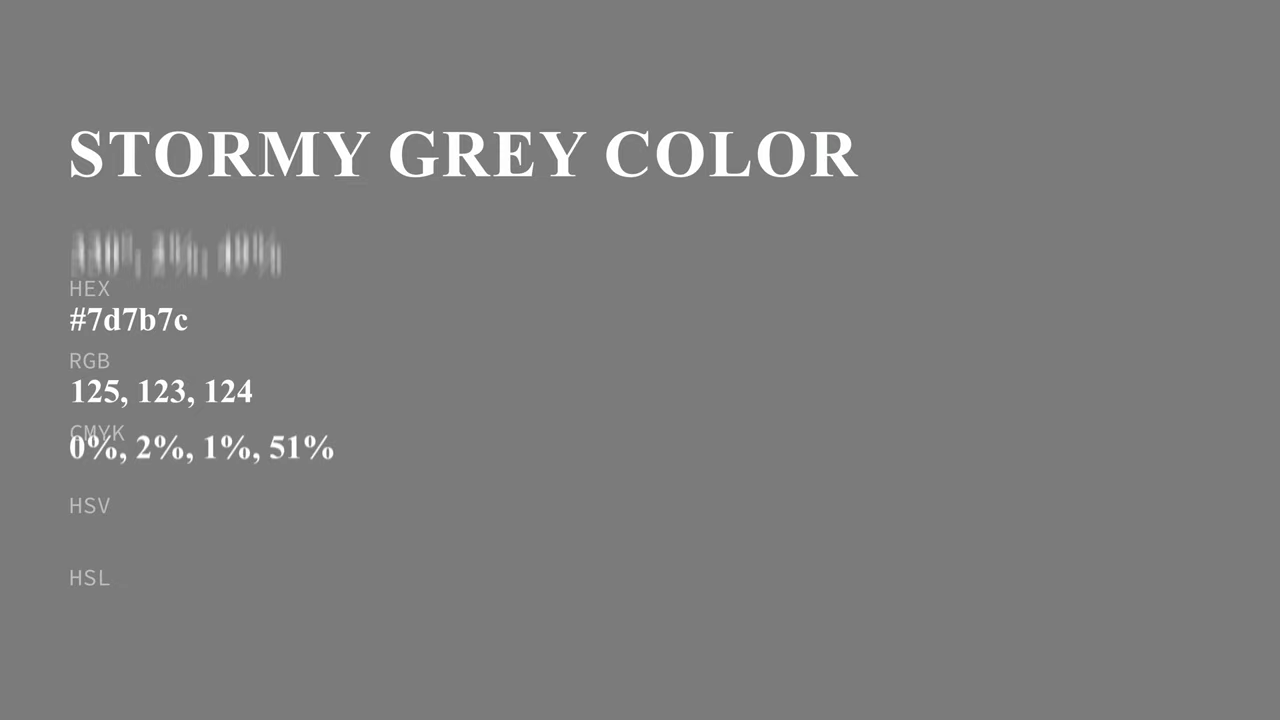 STORMY GREY COLOR
HEX
#7d7b7c
RGB
125, 123, 124
CMYK
0%, 2%, 1%, 51%
HSV
HSL